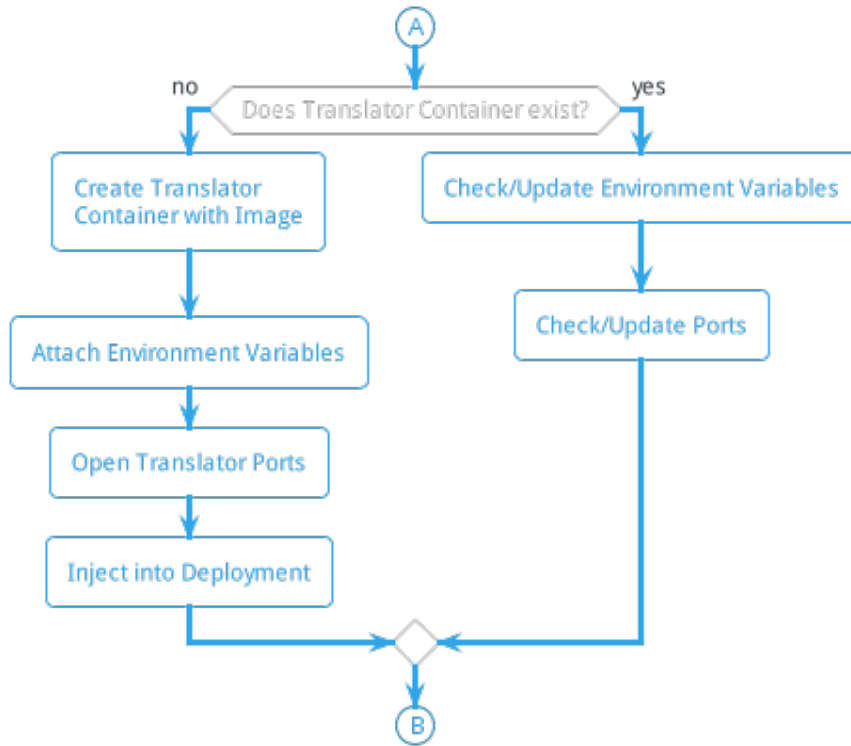 A
no
Does Translator Container exist?
yes
Create Translator
Container with Image
Check/Update Environment Variables
Attach Environment Variables
Check/Update Ports
Open Translator Ports
Inject into Deployment
B